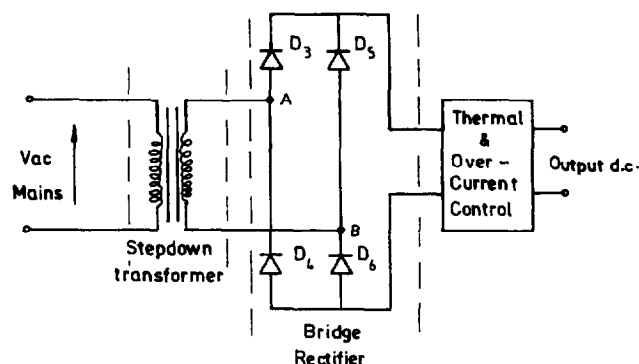 D3
D5
A
Vac
Mains
Thermal
&
Over-
Current
Control
Output d.c.
B
Stepdown
transformer
D4
D6
Bridge
Rectifier